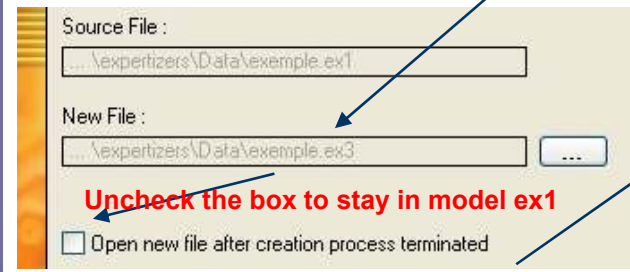 Source File :
... \expertizers\Data\exemple.ex1
New File :
... \expertizers\Data\exemple.ex3
...
Uncheck the box to stay in model ex1
Open new file after creation process terminated